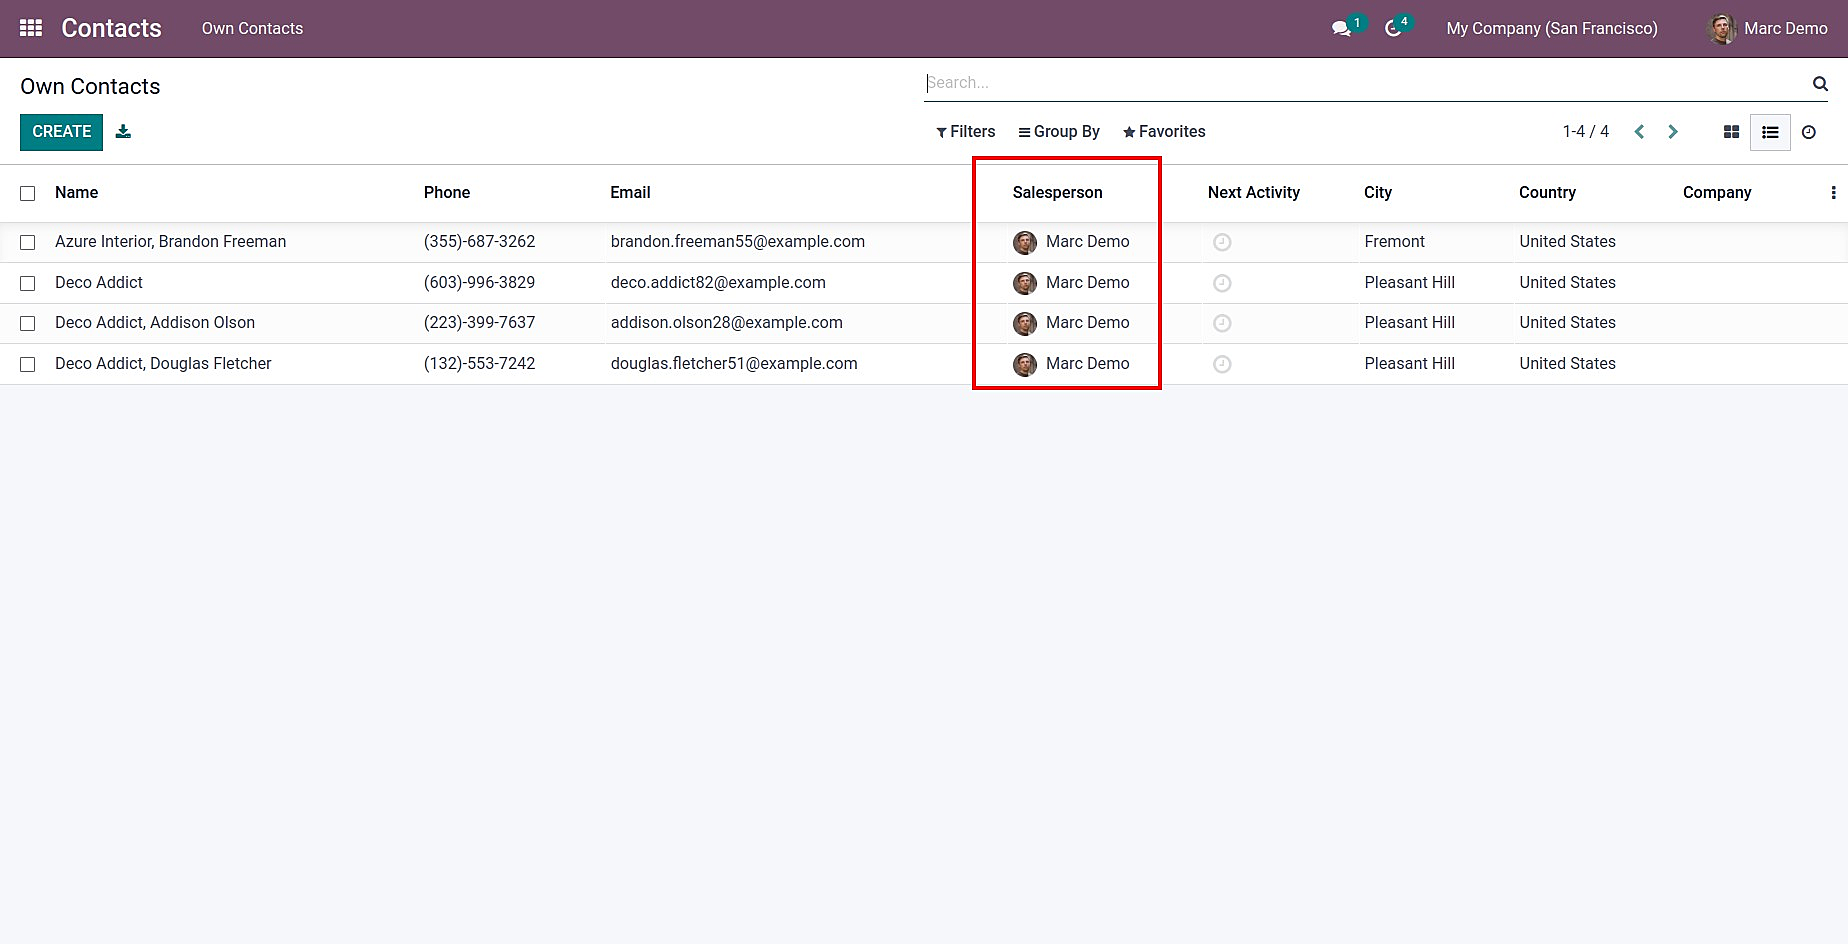 Contacts Own Contacts 1 4 My Company (San Francisco) Marc Demo
Own Contacts Search...
CREATE Filters Group By Favorites 1-4 / 4
Name Phone Email Salesperson Next Activity City Country Company
Azure Interior, Brandon Freeman (355)-687-3262 brandon.freeman55@example.com Marc Demo Fremont United States
Deco Addict (603)-996-3829 deco.addict82@example.com Marc Demo Pleasant Hill United States
Deco Addict, Addison Olson (223)-399-7637 addison.olson28@example.com Marc Demo Pleasant Hill United States
Deco Addict, Douglas Fletcher (132)-553-7242 douglas.fletcher51@example.com Marc Demo Pleasant Hill United States